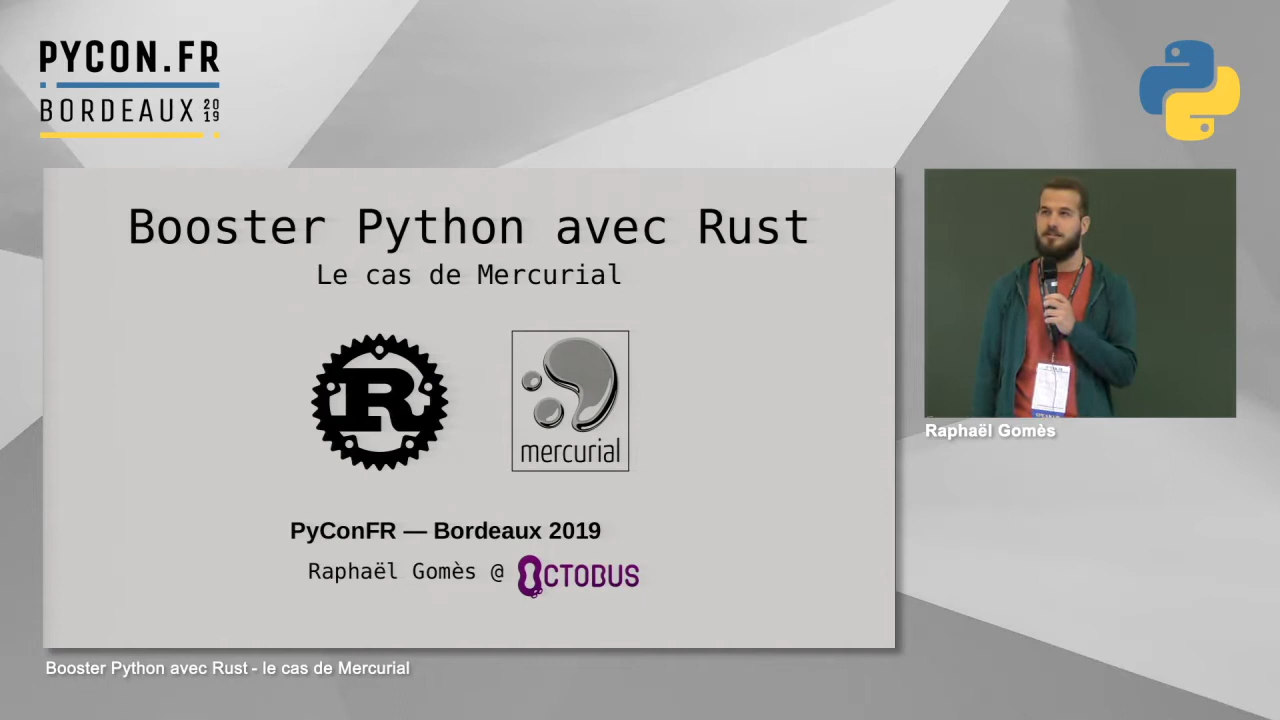 PYCON.FR
BORDEAUX 2019
Booster Python avec Rust
Le cas de Mercurial
R
mercurial
PyConFR — Bordeaux 2019
Raphaël Gomès @ OCTOBUS
Raphaël Gomès
Booster Python avec Rust - le cas de Mercurial